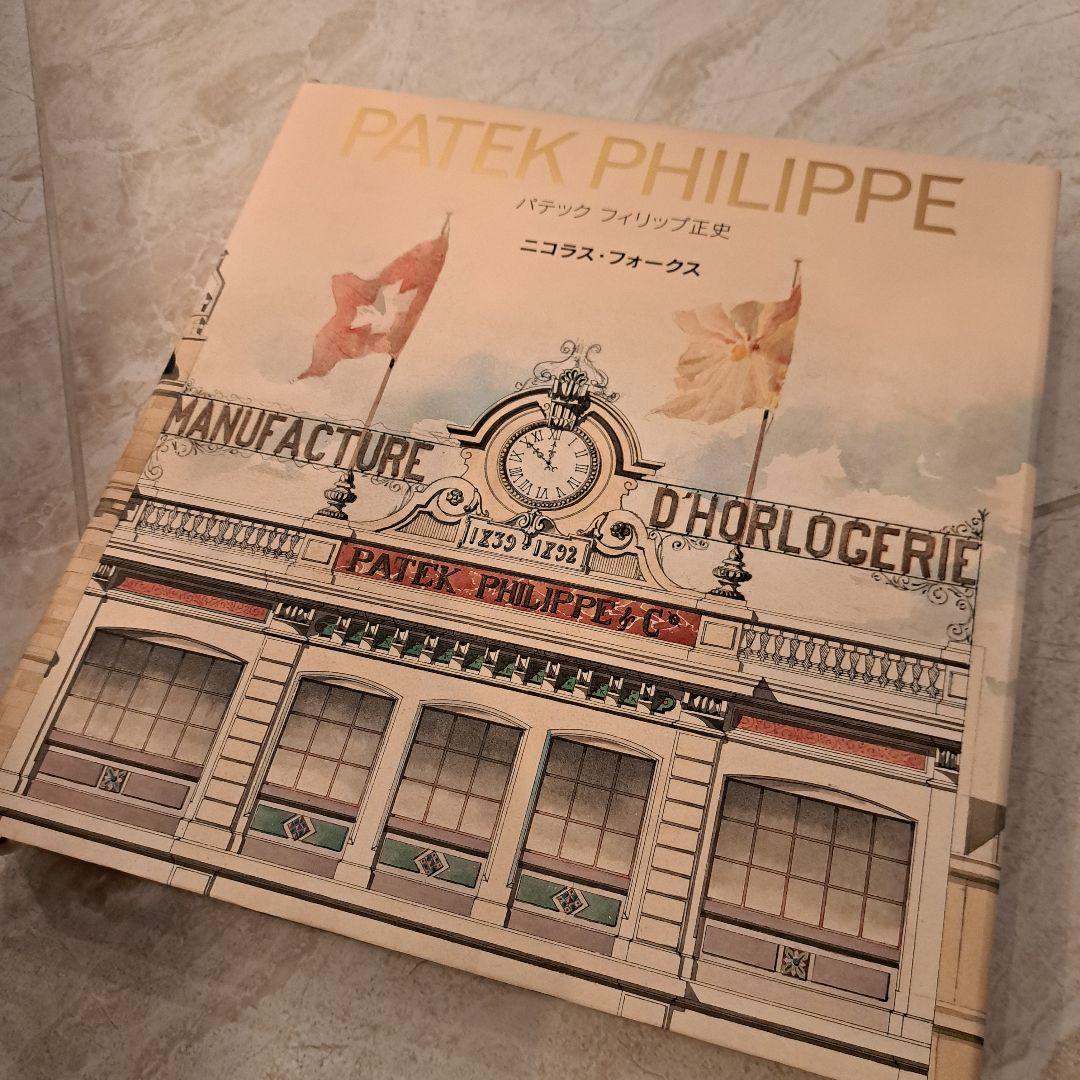 PATEK PHILIPPE
パテック フィリップ正史
ニコラス・フォークス
MANUFACTURE
D'HORLOGERIE
1839 1892
PATEK PHILIPPE & Cº